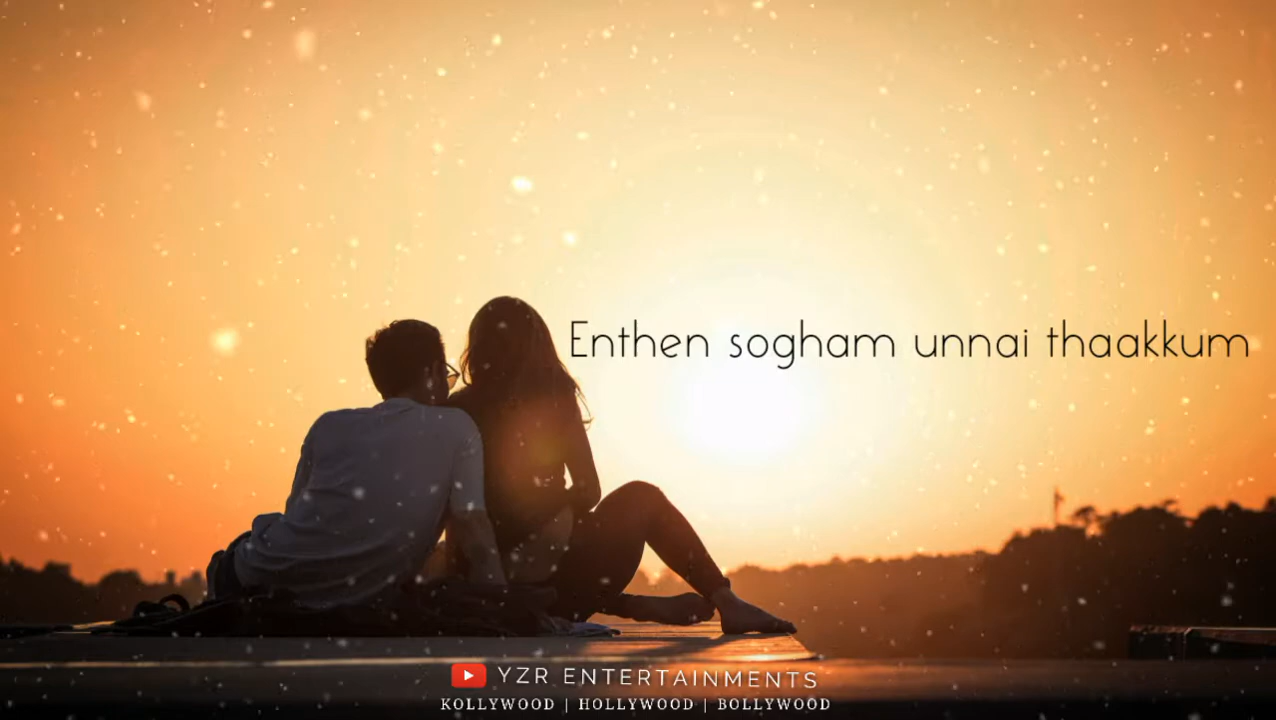 Enthen sogham unnai thaakkum
YZR ENTERTAINMENTS
KOLLYWOOD | HOLLYWOOD | BOLLYWOOD